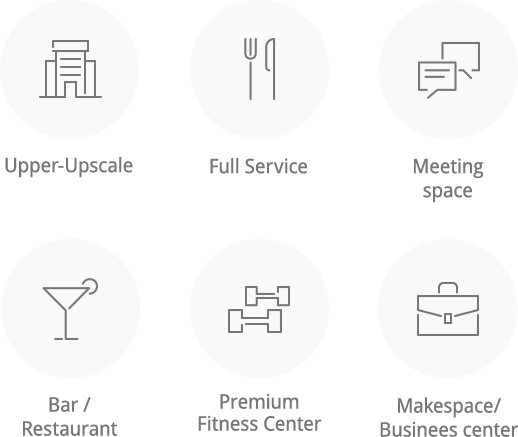 Upper-Upscale
Full Service
Meeting
space
Bar /
Restaurant
Premium
Fitness Center
Makespace/
Businees center